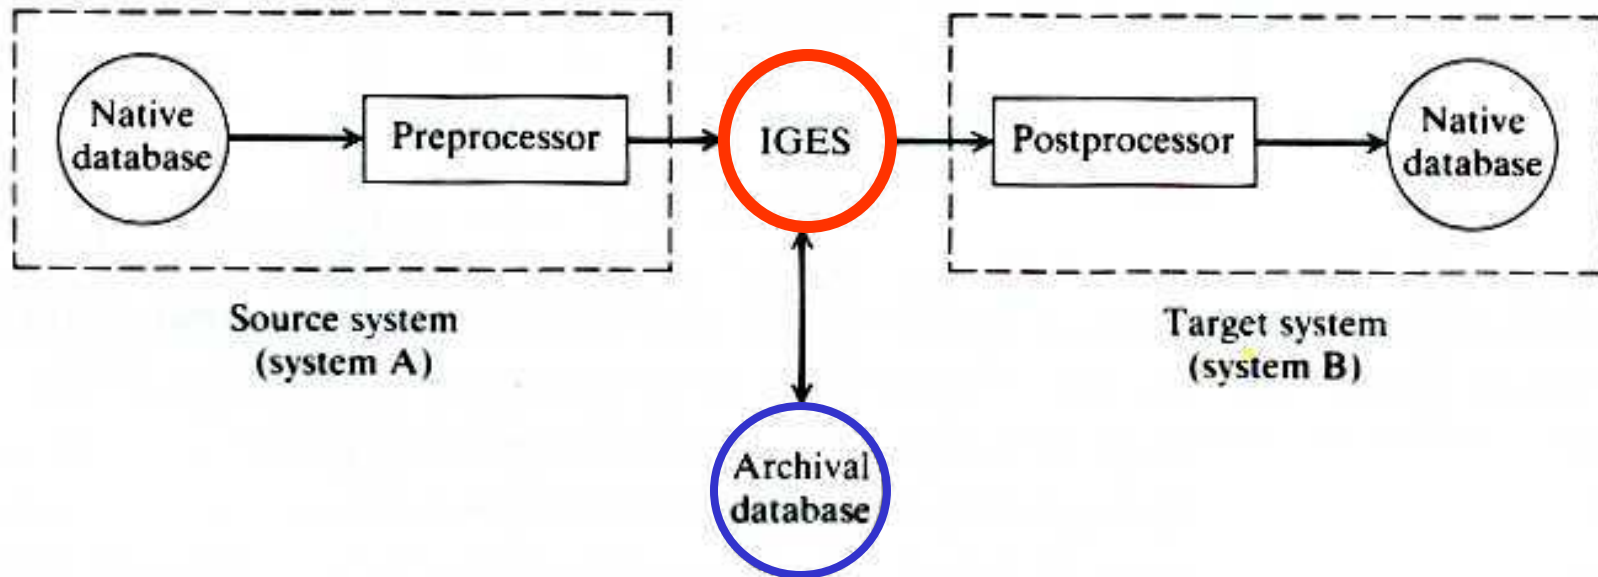 Native
database
Preprocessor
IGES
Postprocessor
Native
database
Source system
(system A)
Target system
(system B)
Archival
database